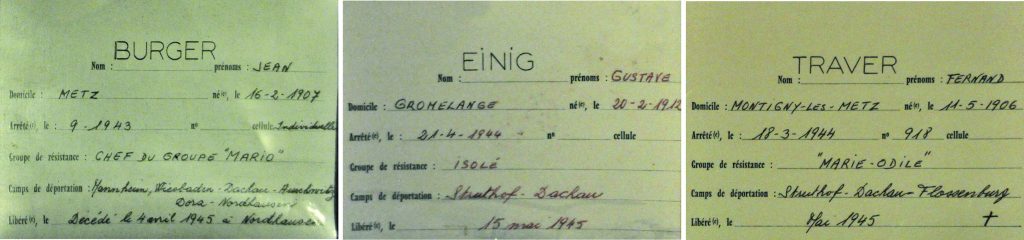 BURGER
Nom : prénoms : JEAN
Domicile : METZ né(e), le 16-2-1907
Arrêté(e), le : 9-1943 n° cellule Individuelle
Groupe de résistance : CHEF DU GROUPE "MARIO"
Camps de déportation : Mannheim, Wiesbaden-Dachau-Auschwitz
Dora-Nordhausen
Libéré(e), le Décédé le 4 avril 1945 à Nordhausen
EiNiG
Nom : prénoms : GUSTAVE
Domicile : GROMELANGE né(e), le 20-2-1912
Arrêté(e), le : 21-4-1944 n° cellule
Groupe de résistance : iSOLÉ
Camps de déportation : Struthof-Dachau
Libéré(e), le 15 mai 1945
TRAVER
Nom : prénoms : FERNAND
Domicile : MONTIGNY-LES-METZ né(e), le 11-5-1906
Arrêté(e), le : 18-3-1944 n° 918 cellule
Groupe de résistance : "MARIE-ODILE"
Camps de déportation : Struthof-Dachau-Flossenburg
Libéré(e), le Mai 1945 †